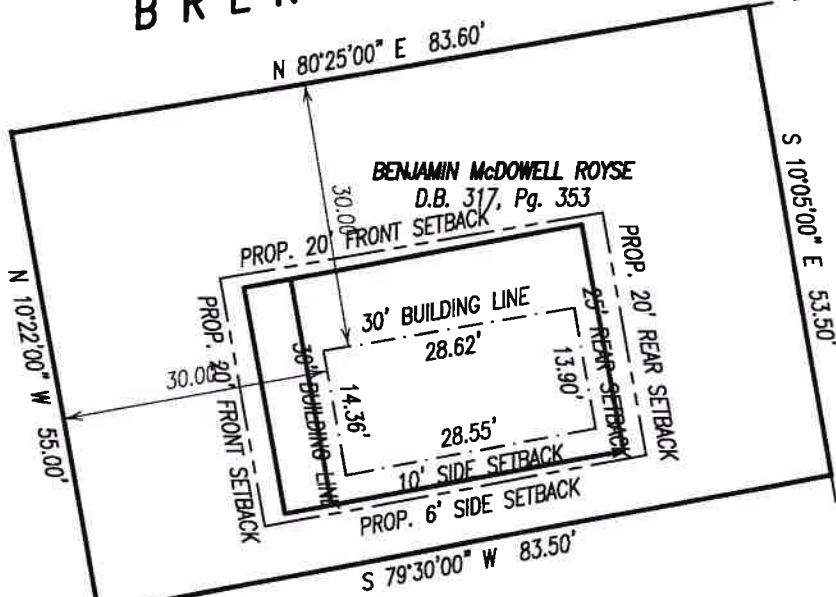 B R E N
N 80°25'00" E 83.60'
BENJAMIN McDOWELL ROYSE
D.B. 317, Pg. 353
30.00'
PROP. 20' FRONT SETBACK
S 10°05'00" E 53.50'
PROP. 20' REAR SETBACK
25' REAR SETBACK
30' BUILDING LINE
28.62'
13.90'
N 10°22'00" W 55.00'
30.00'
PROP. 20' FRONT SETBACK
30' BUILDING LINE
14.36'
28.55'
10' SIDE SETBACK
PROP. 6' SIDE SETBACK
S 79°30'00" W 83.50'